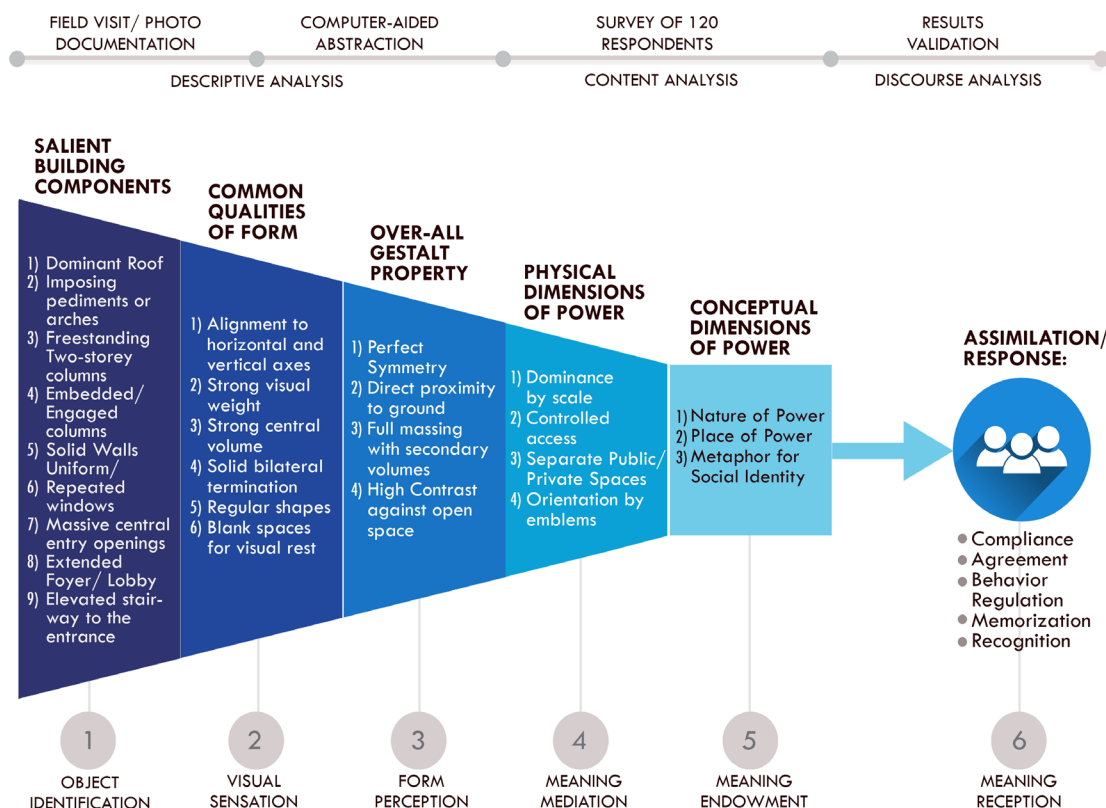 FIELD VISIT/ PHOTO
DOCUMENTATION
COMPUTER-AIDED
ABSTRACTION
SURVEY OF 120
RESPONDENTS
RESULTS
VALIDATION
DESCRIPTIVE ANALYSIS
CONTENT ANALYSIS
DISCOURSE ANALYSIS
SALIENT
BUILDING
COMPONENTS
1) Dominant Roof
2) Imposing
pediments or
arches
3) Freestanding
Two-storey
columns
4) Embedded/
Engaged
columns
5) Solid Walls
Uniform/
6) Repeated
windows
7) Massive central
entry openings
8) Extended
Foyer/ Lobby
9) Elevated stair-
way to the
entrance
COMMON
QUALITIES
OF FORM
1) Alignment to
horizontal and
vertical axes
2) Strong visual
weight
3) Strong central
volume
4) Solid bilateral
termination
5) Regular shapes
6) Blank spaces
for visual rest
OVER-ALL
GESTALT
PROPERTY
1) Perfect
Symmetry
2) Direct proximity
to ground
3) Full massing
with secondary
volumes
4) High Contrast
against open
space
PHYSICAL
DIMENSIONS
OF POWER
1) Dominance
by scale
2) Controlled
access
3) Separate Public/
Private Spaces
4) Orientation by
emblems
CONCEPTUAL
DIMENSIONS
OF POWER
1) Nature of Power
2) Place of Power
3) Metaphor for
Social Identity
ASSIMILATION/
RESPONSE:
Compliance
Agreement
Behavior
Regulation
Memorization
Recognition
1
OBJECT
IDENTIFICATION
2
VISUAL
SENSATION
3
FORM
PERCEPTION
4
MEANING
MEDIATION
5
MEANING
ENDOWMENT
6
MEANING
RECEPTION